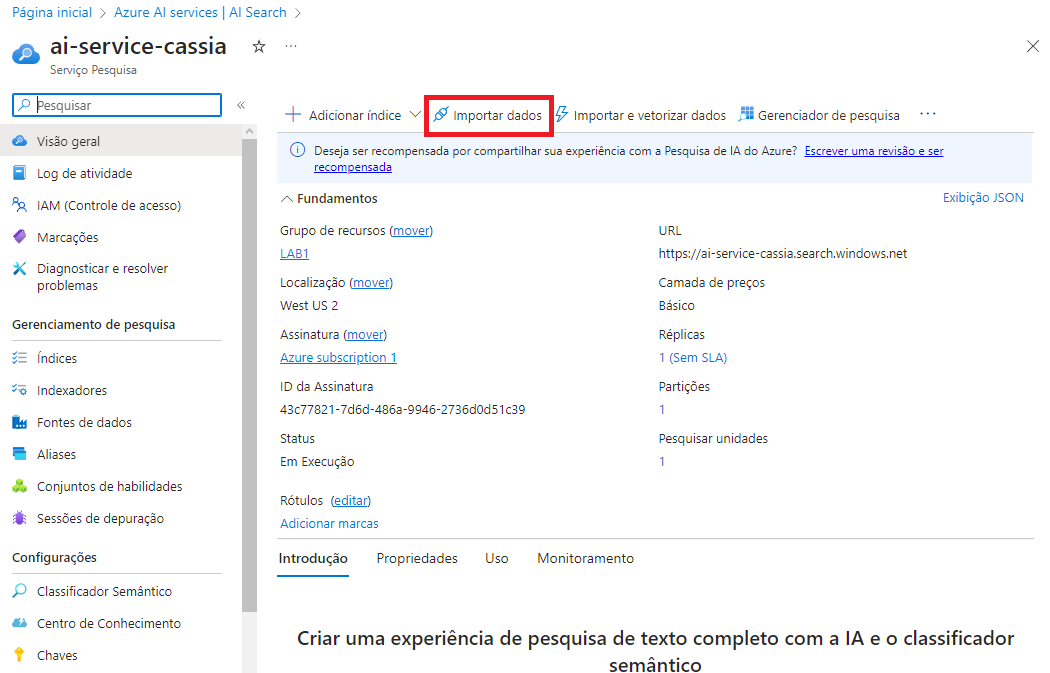 Página inicial > Azure AI services | AI Search >
ai-service-cassia
Serviço Pesquisa
Pesquisar
Visão geral
Log de atividade
IAM (Controle de acesso)
Marcações
Diagnosticar e resolver
problemas
Gerenciamento de pesquisa
Índices
Indexadores
Fontes de dados
Aliases
Conjuntos de habilidades
Sessões de depuração
Configurações
Classificador Semântico
Centro de Conhecimento
Chaves
Adicionar índice
Importar dados
Importar e vetorizar dados
Gerenciador de pesquisa
Deseja ser recompensada por compartilhar sua experiência com a Pesquisa de IA do Azure? Escrever uma revisão e ser
recompensada
Fundamentos
Exibição JSON
Grupo de recursos (mover)
LAB1
Localização (mover)
West US 2
Assinatura (mover)
Azure subscription 1
ID da Assinatura
43c77821-7d6d-486a-9946-2736d0d51c39
Status
Em Execução
URL
https://ai-service-cassia.search.windows.net
Camada de preços
Básico
Réplicas
1 (Sem SLA)
Partições
1
Pesquisar unidades
1
Rótulos (editar)
Adicionar marcas
Introdução
Propriedades
Uso
Monitoramento
Criar uma experiência de pesquisa de texto completo com a IA e o classificador
semântico